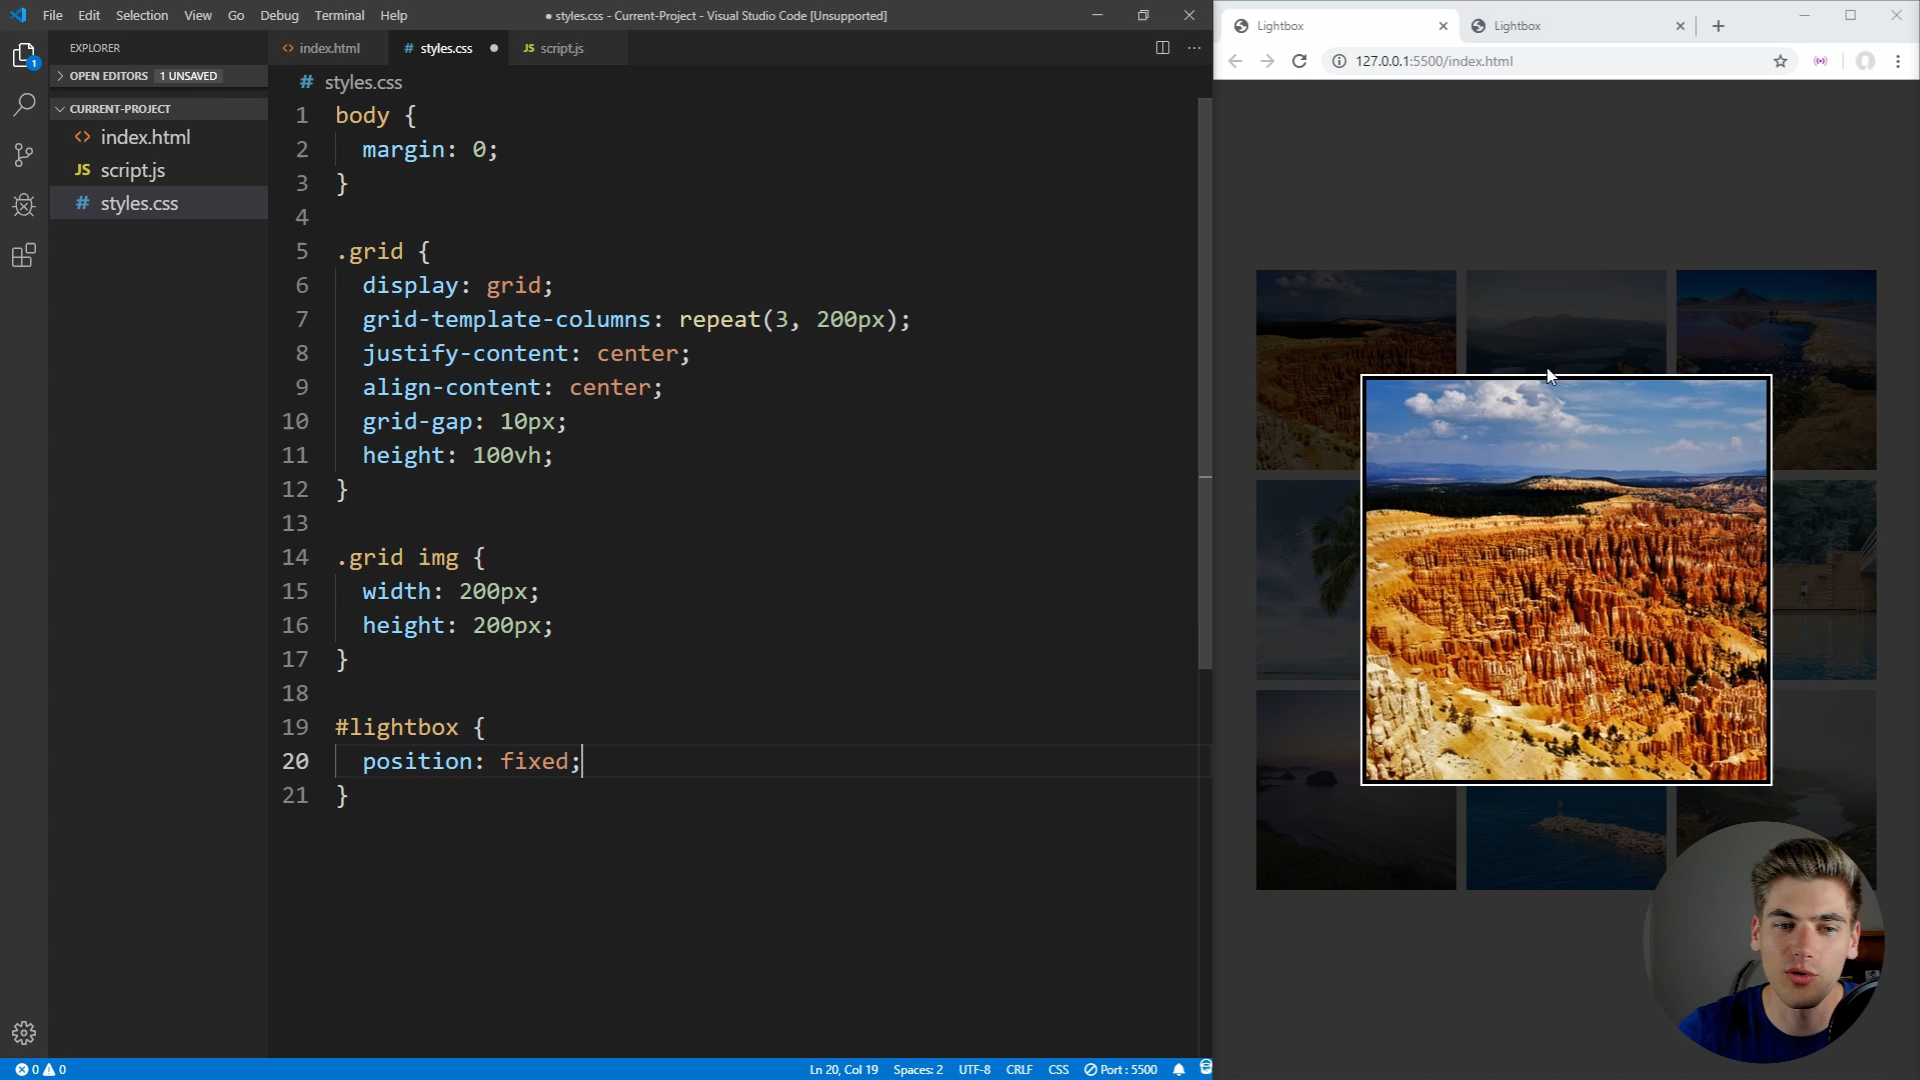 File Edit Selection View Go Debug Terminal Help
● styles.css - Current-Project - Visual Studio Code [Unsupported]
EXPLORER
OPEN EDITORS 1 UNSAVED
CURRENT-PROJECT
<> index.html
JS script.js
# styles.css
1
<> index.html
# styles.css
JS script.js
# styles.css
1 body {
2 margin: 0;
3 }
4
5 .grid {
6 display: grid;
7 grid-template-columns: repeat(3, 200px);
8 justify-content: center;
9 align-content: center;
10 grid-gap: 10px;
11 height: 100vh;
12 }
13
14 .grid img {
15 width: 200px;
16 height: 200px;
17 }
18
19 #lightbox {
20 position: fixed;
21 }
0 0
Ln 20, Col 19 Spaces: 2 UTF-8 CRLF CSS Port : 5500
Lightbox
Lightbox
127.0.0.1:5500/index.html